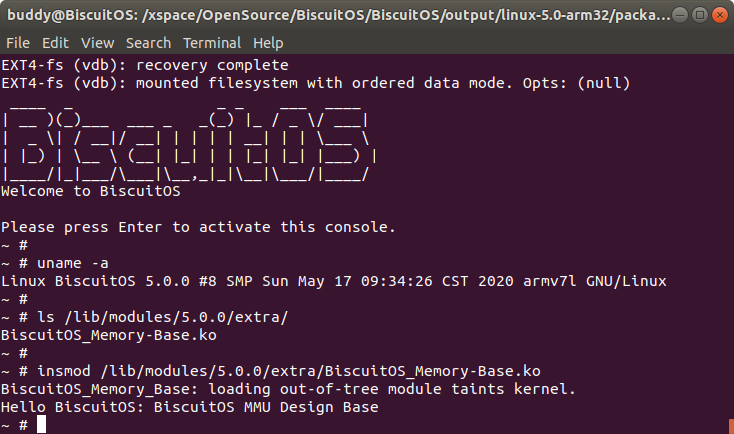 buddy@BiscuitOS: /xspace/OpenSource/BiscuitOS/BiscuitOS/output/linux-5.0-arm32/packa...
File Edit View Search Terminal Help
EXT4-fs (vdb): recovery complete
EXT4-fs (vdb): mounted filesystem with ordered data mode. Opts: (null)
BiscuitOS
Welcome to BiscuitOS
Please press Enter to activate this console.
~ #
~ # uname -a
Linux BiscuitOS 5.0.0 #8 SMP Sun May 17 09:34:26 CST 2020 armv7l GNU/Linux
~ #
~ # ls /lib/modules/5.0.0/extra/
BiscuitOS_Memory-Base.ko
~ #
~ # insmod /lib/modules/5.0.0/extra/BiscuitOS_Memory-Base.ko
BiscuitOS_Memory_Base: loading out-of-tree module taints kernel.
Hello BiscuitOS: BiscuitOS MMU Design Base
~ #